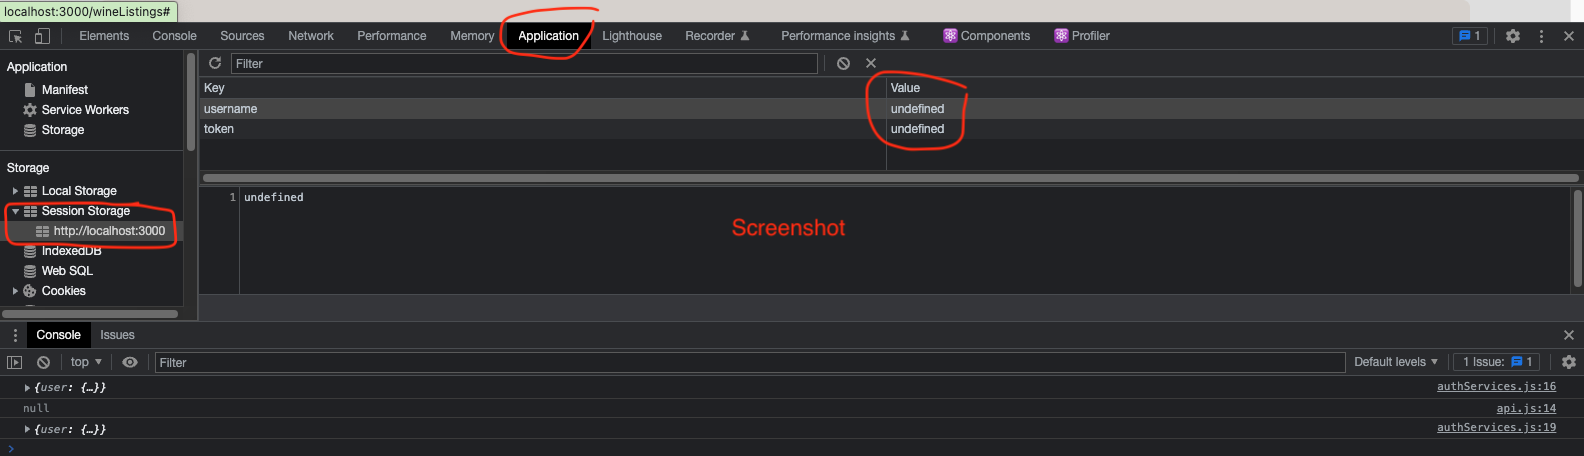 localhost:3000/wineListings#
Elements Console Sources Network Performance Memory Application Lighthouse Recorder Performance insights Components Profiler 1
Application
Manifest
Service Workers
Storage
Storage
Local Storage
Session Storage
http://localhost:3000
IndexedDB
Web SQL
Cookies
Filter
Key Value
username undefined
token undefined
1 undefined
Screenshot
Console Issues
top Filter Default levels 1 Issue: 1
{user: {…}} authServices.js:16
null api.js:14
{user: {…}} authServices.js:19